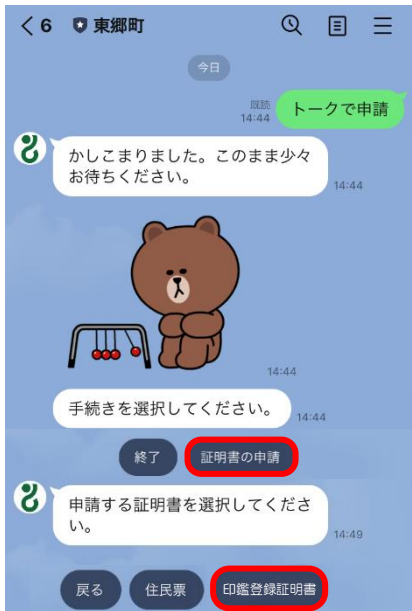 6 東郷町
今日
既読
14:44
トークで申請
かしこまりました。このまま少々
お待ちください。
14:44
14:44
手続きを選択してください。
14:44
終了 証明書の申請
申請する証明書を選択してくださ
い。
14:49
戻る 住民票 印鑑登録証明書